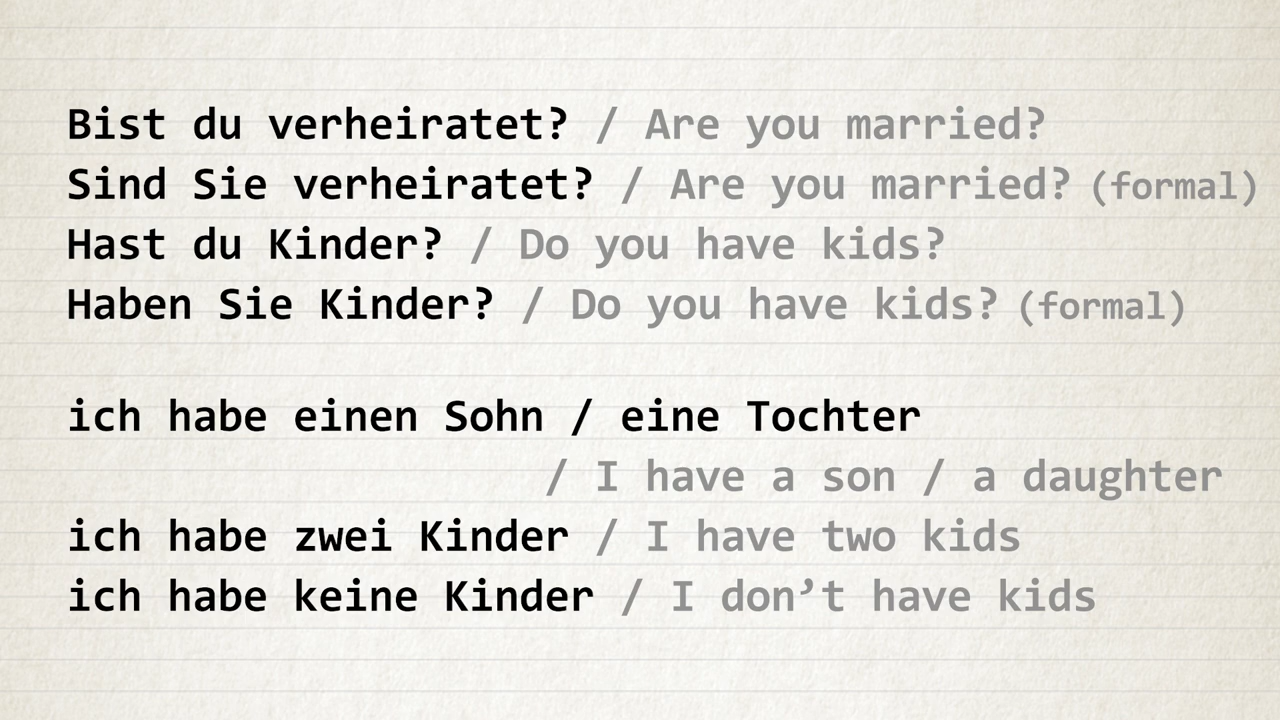 Bist du verheiratet? / Are you married?
Sind Sie verheiratet? / Are you married? (formal)
Hast du Kinder? / Do you have kids?
Haben Sie Kinder? / Do you have kids? (formal)
ich habe einen Sohn / eine Tochter
/ I have a son / a daughter
ich habe zwei Kinder / I have two kids
ich habe keine Kinder / I don’t have kids